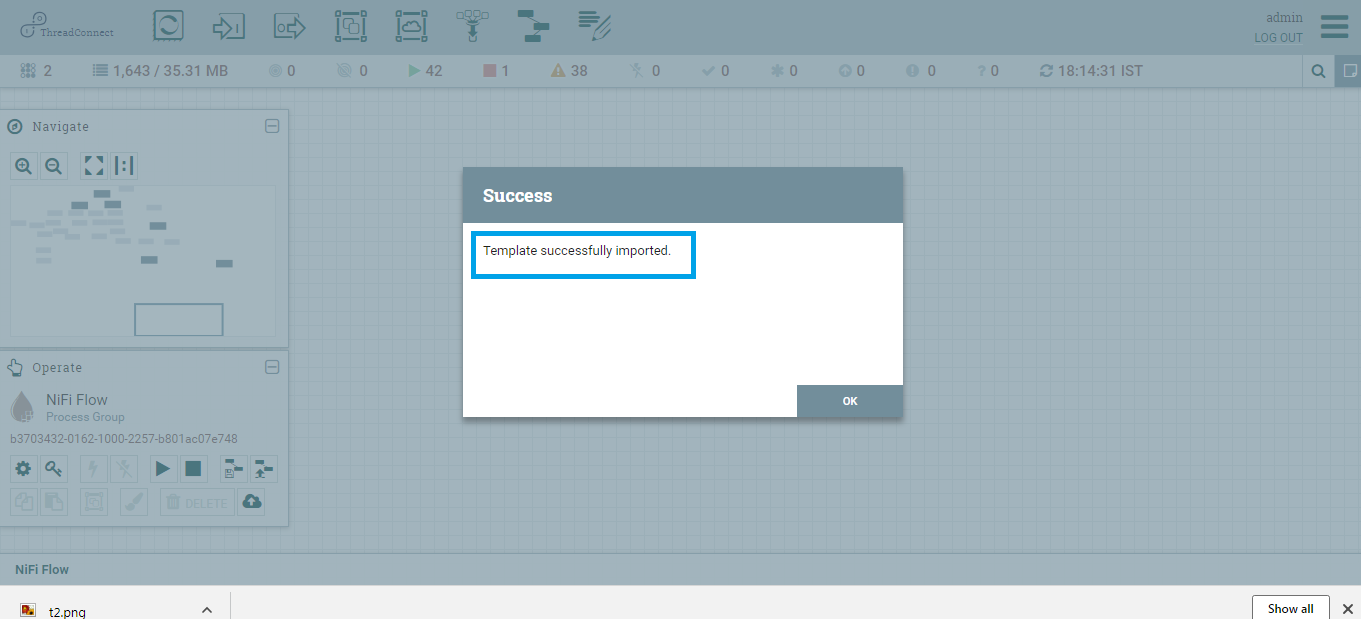 ThreadConnect
admin
LOG OUT
2 1,643 / 35.31 MB 0 0 42 1 38 0 0 0 0 0 ? 0 18:14:31 IST
Navigate
Success
Template successfully imported.
OK
Operate
NiFi Flow
Process Group
b3703432-0162-1000-2257-b801ac07e748
DELETE
NiFi Flow
t2.png
Show all